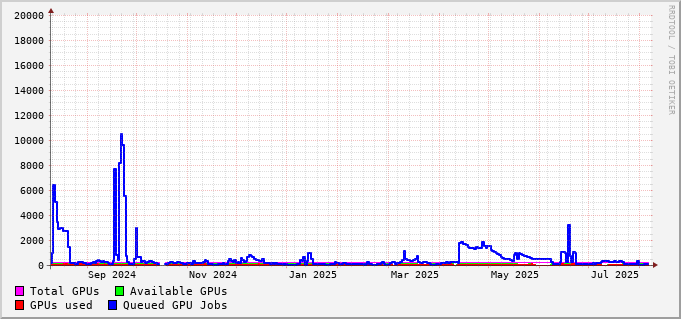 20000
18000
16000
14000
12000
10000
8000
6000
4000
2000
0
Sep 2024 Nov 2024 Jan 2025 Mar 2025 May 2025 Jul 2025
Total GPUs Available GPUs
GPUs used Queued GPU Jobs
RRDTOOL / TOBI OETIKER